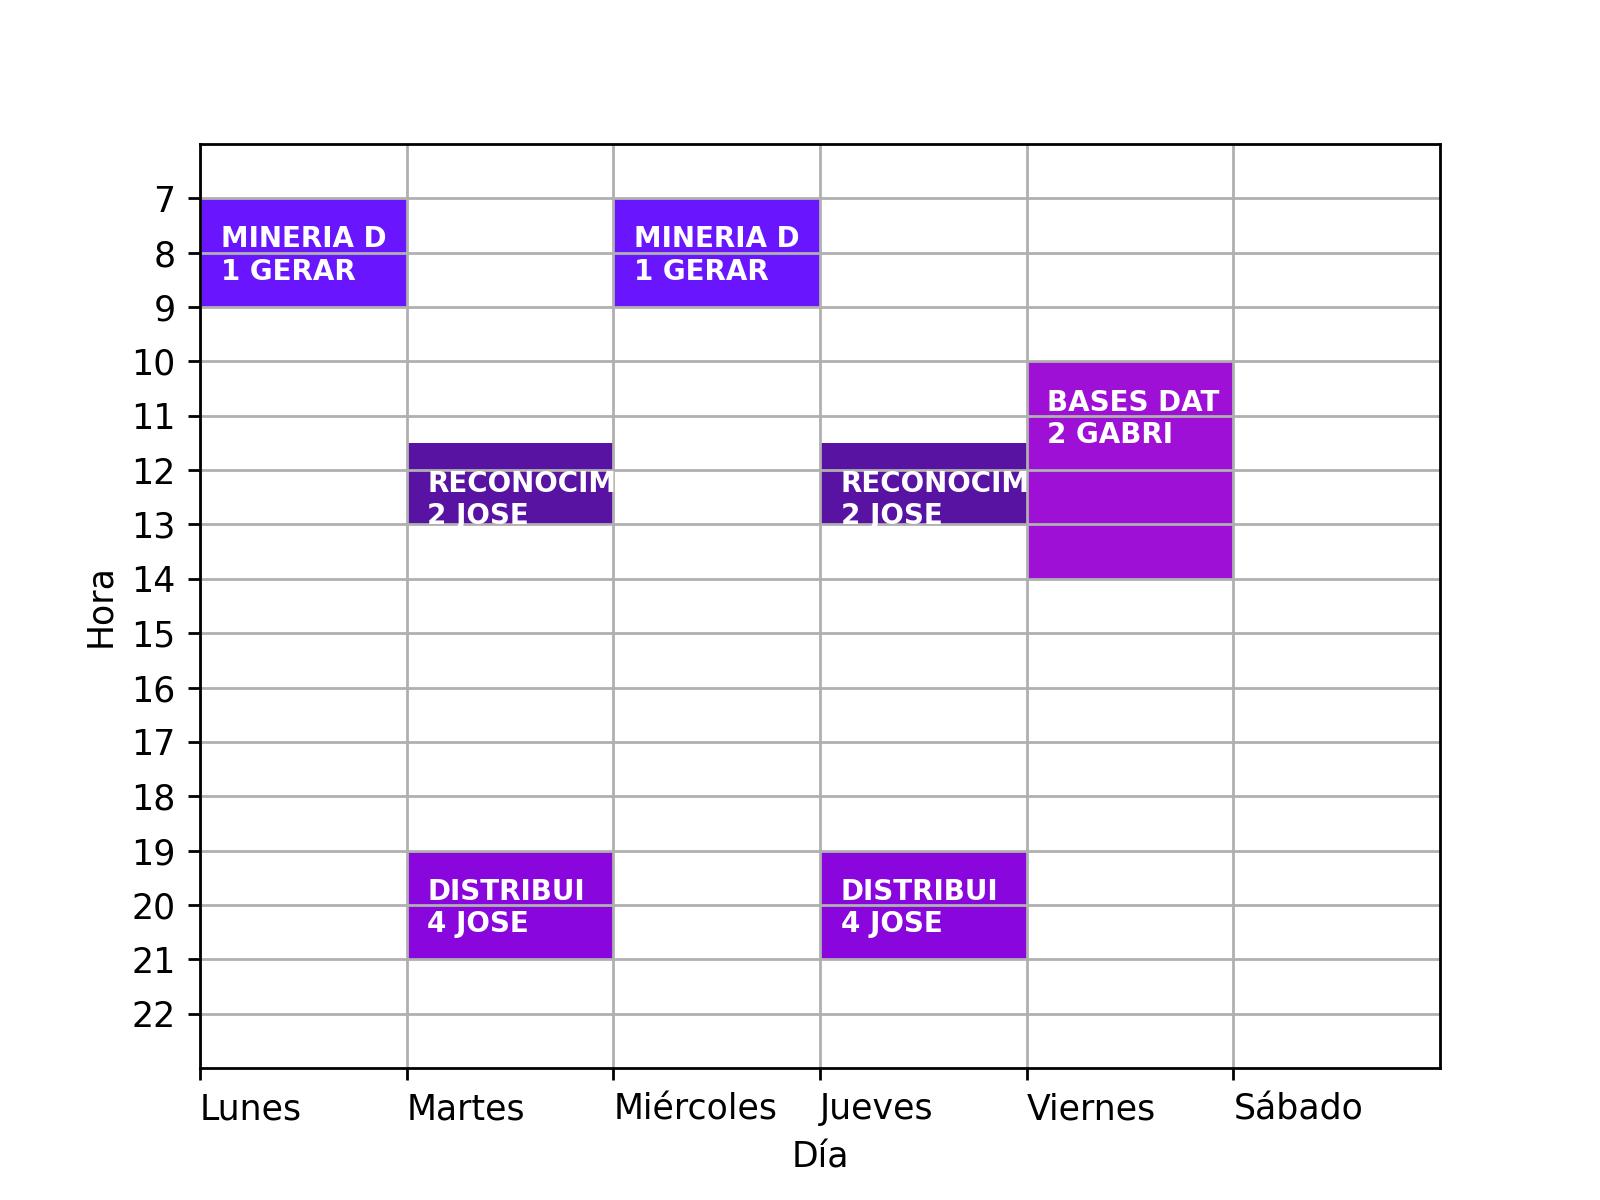 7
MINERIA D
1 GERAR
MINERIA D
1 GERAR
8
9
10
BASES DAT
2 GABRI
11
12
RECONOCIM
2 JOSE
RECONOCIM
2 JOSE
13
14
Hora
15
16
17
18
19
DISTRIBUI
4 JOSE
DISTRIBUI
4 JOSE
20
21
22
Lunes Martes Miércoles Jueves Viernes Sábado
Día